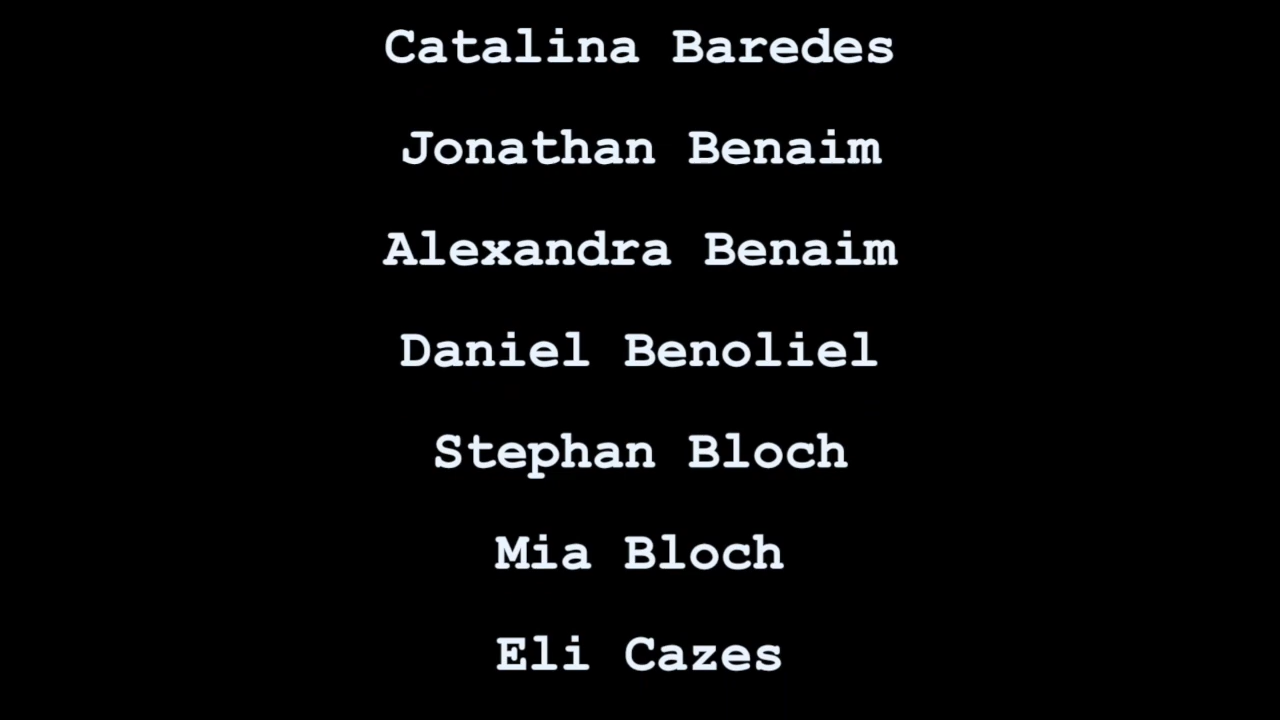 Catalina Baredes
Jonathan Benaim
Alexandra Benaim
Daniel Benoliel
Stephan Bloch
Mia Bloch
Eli Cazes